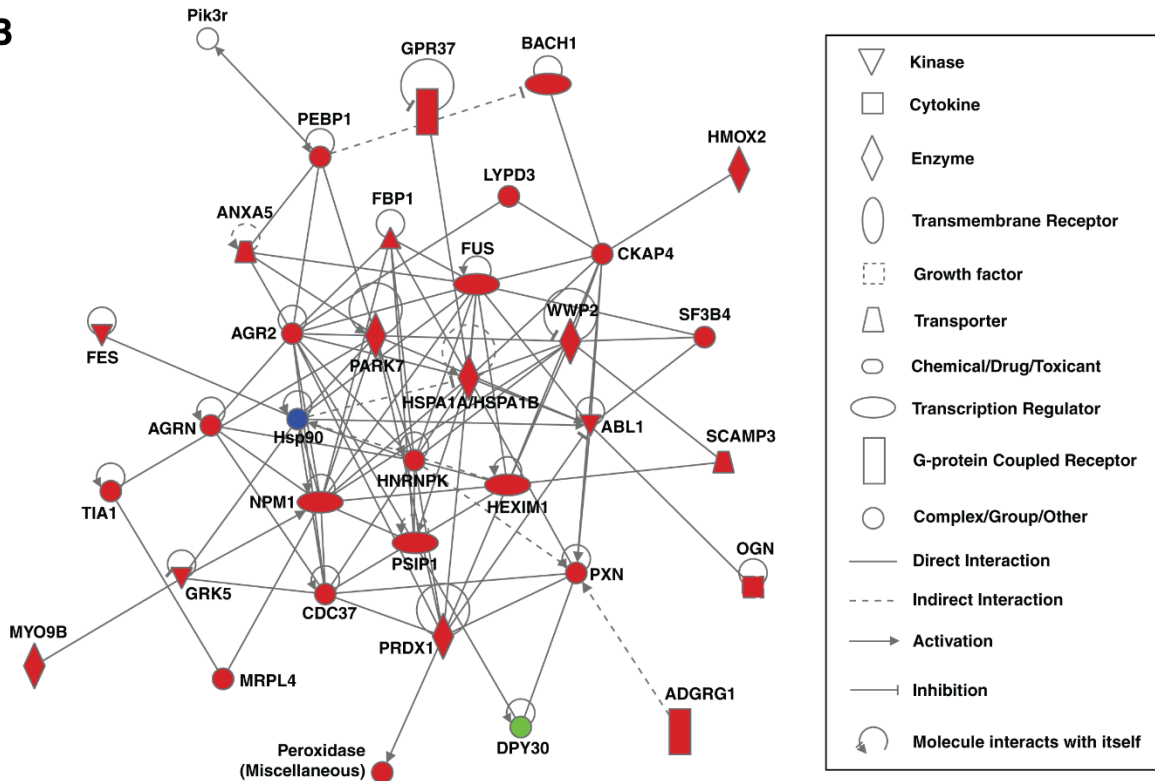 B
Pik3r
GPR37
BACH1
PEBP1
HMOX2
LYPD3
FBP1
ANXA5
FUS
CKAP4
WWP2
SF3B4
AGR2
FES
PARK7
HSPA1A/HSPA1B
AGRN
Hsp90
ABL1
SCAMP3
HNRNPK
NPM1
HEXIM1
TIA1
PSIP1
OGN
PXN
GRK5
CDC37
MYO9B
PRDX1
MRPL4
ADGRG1
DPY30
Peroxidase
(Miscellaneous)
Kinase
Cytokine
Enzyme
Transmembrane Receptor
Growth factor
Transporter
Chemical/Drug/Toxicant
Transcription Regulator
G-protein Coupled Receptor
Complex/Group/Other
Direct Interaction
Indirect Interaction
Activation
Inhibition
Molecule interacts with itself